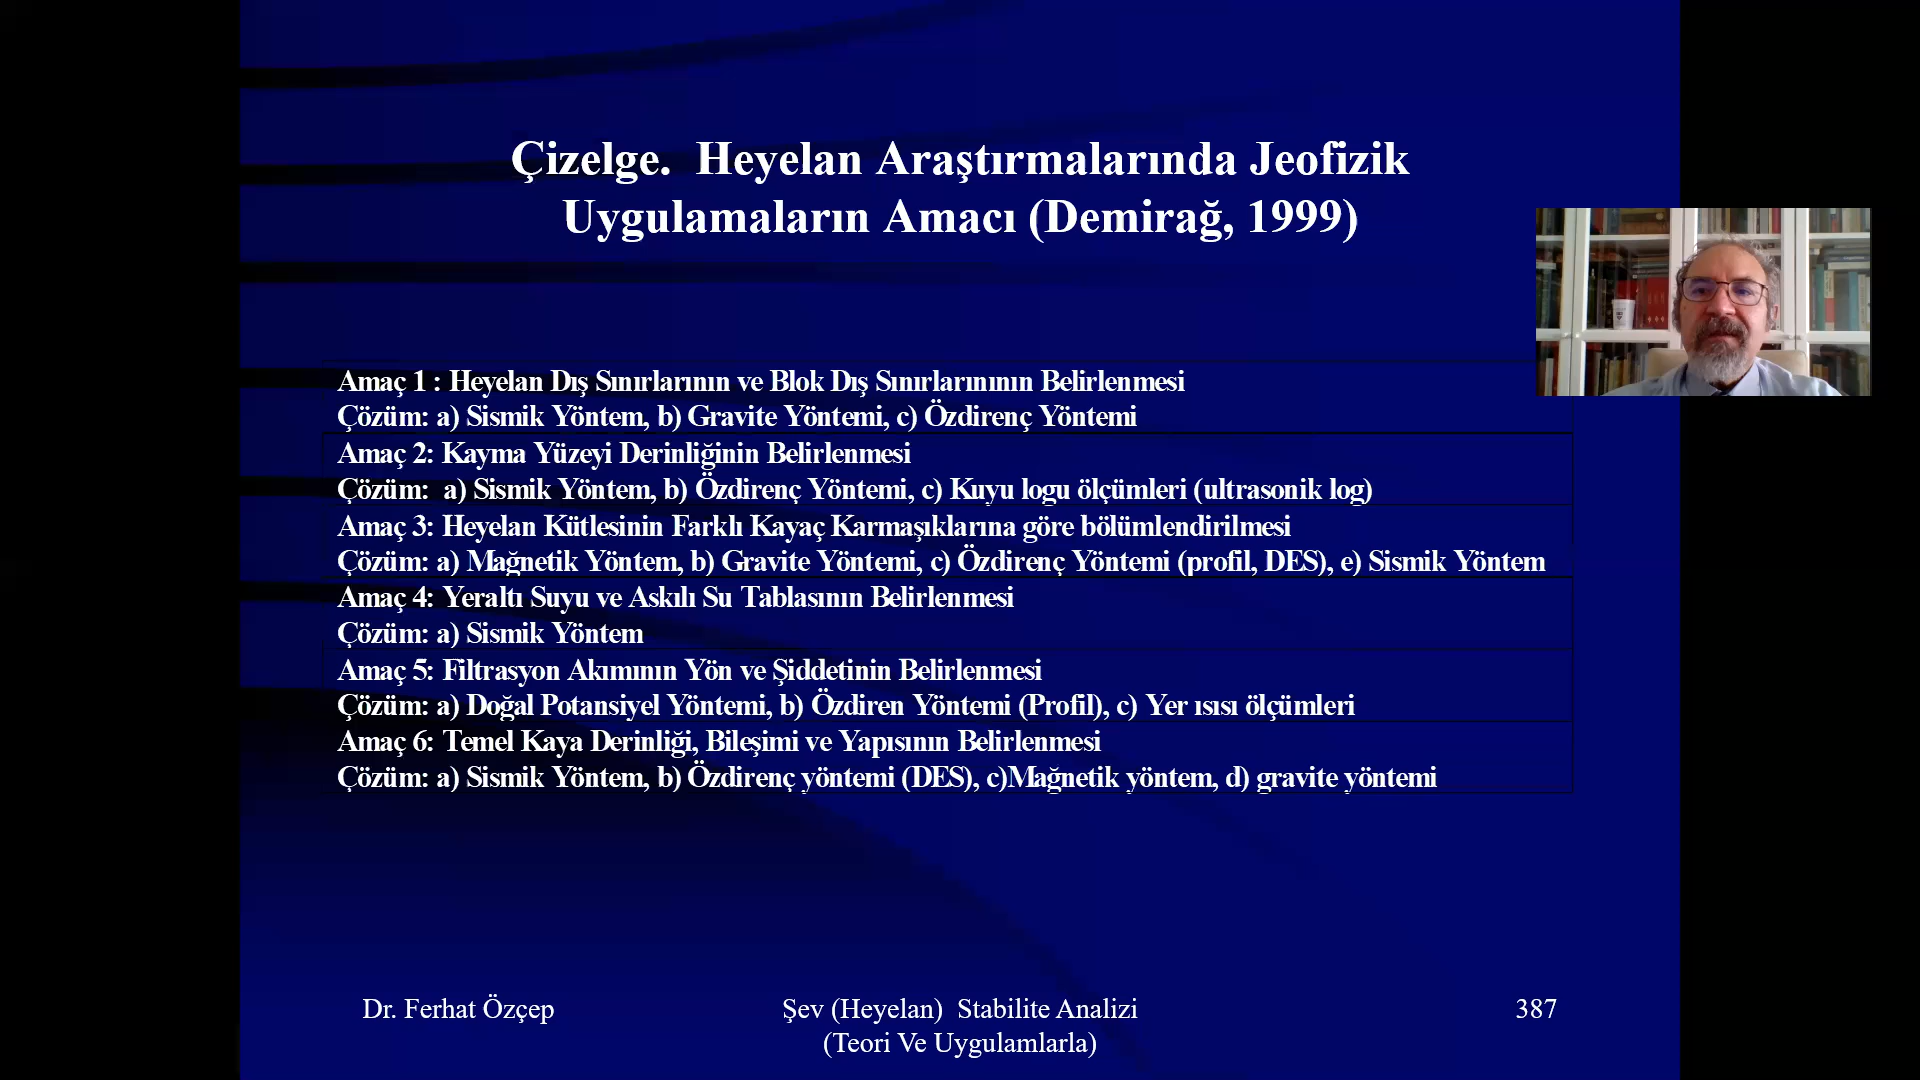 Çizelge.  Heyelan Araştırmalarında Jeofizik
Uygulamaların Amacı (Demirağ, 1999)
Amaç 1 : Heyelan Dış Sınırlarının ve Blok Dış Sınırlarınının Belirlenmesi
Çözüm: a) Sismik Yöntem, b) Gravite Yöntemi, c) Özdirenç Yöntemi
Amaç 2: Kayma Yüzeyi Derinliğinin Belirlenmesi
Çözüm:  a) Sismik Yöntem, b) Özdirenç Yöntemi, c) Kuyu logu ölçümleri (ultrasonik log)
Amaç 3: Heyelan Kütlesinin Farklı Kayaç Karmaşıklarına göre bölümlendirilmesi
Çözüm: a) Mağnetik Yöntem, b) Gravite Yöntemi, c) Özdirenç Yöntemi (profil, DES), e) Sismik Yöntem
Amaç 4: Yeraltı Suyu ve Askılı Su Tablasının Belirlenmesi
Çözüm: a) Sismik Yöntem
Amaç 5: Filtrasyon Akımının Yön ve Şiddetinin Belirlenmesi
Çözüm: a) Doğal Potansiyel Yöntemi, b) Özdiren Yöntemi (Profil), c) Yer ısısı ölçümleri
Amaç 6: Temel Kaya Derinliği, Bileşimi ve Yapısının Belirlenmesi
Çözüm: a) Sismik Yöntem, b) Özdirenç yöntemi (DES), c)Mağnetik yöntem, d) gravite yöntemi
Dr. Ferhat Özçep
Şev (Heyelan)  Stabilite Analizi
(Teori Ve Uygulamlarla)
387